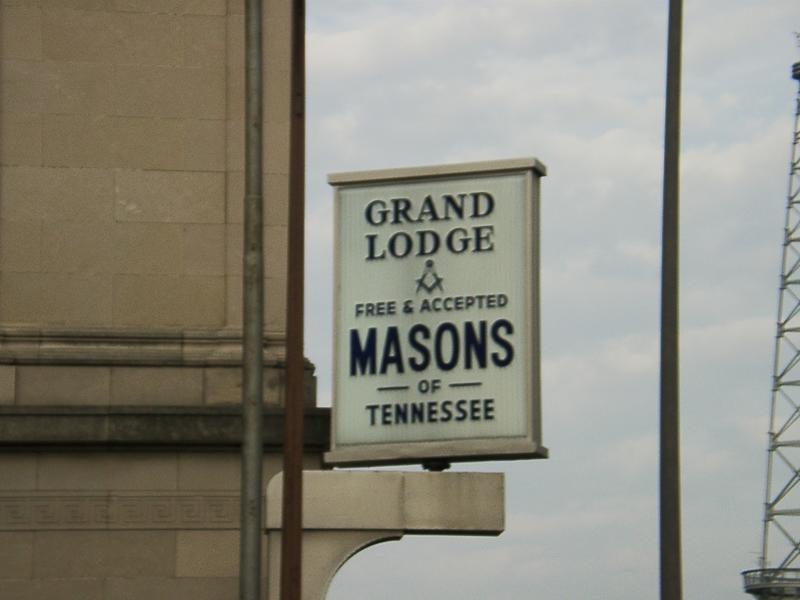 GRAND
LODGE
FREE & ACCEPTED
MASONS
— OF —
TENNESSEE